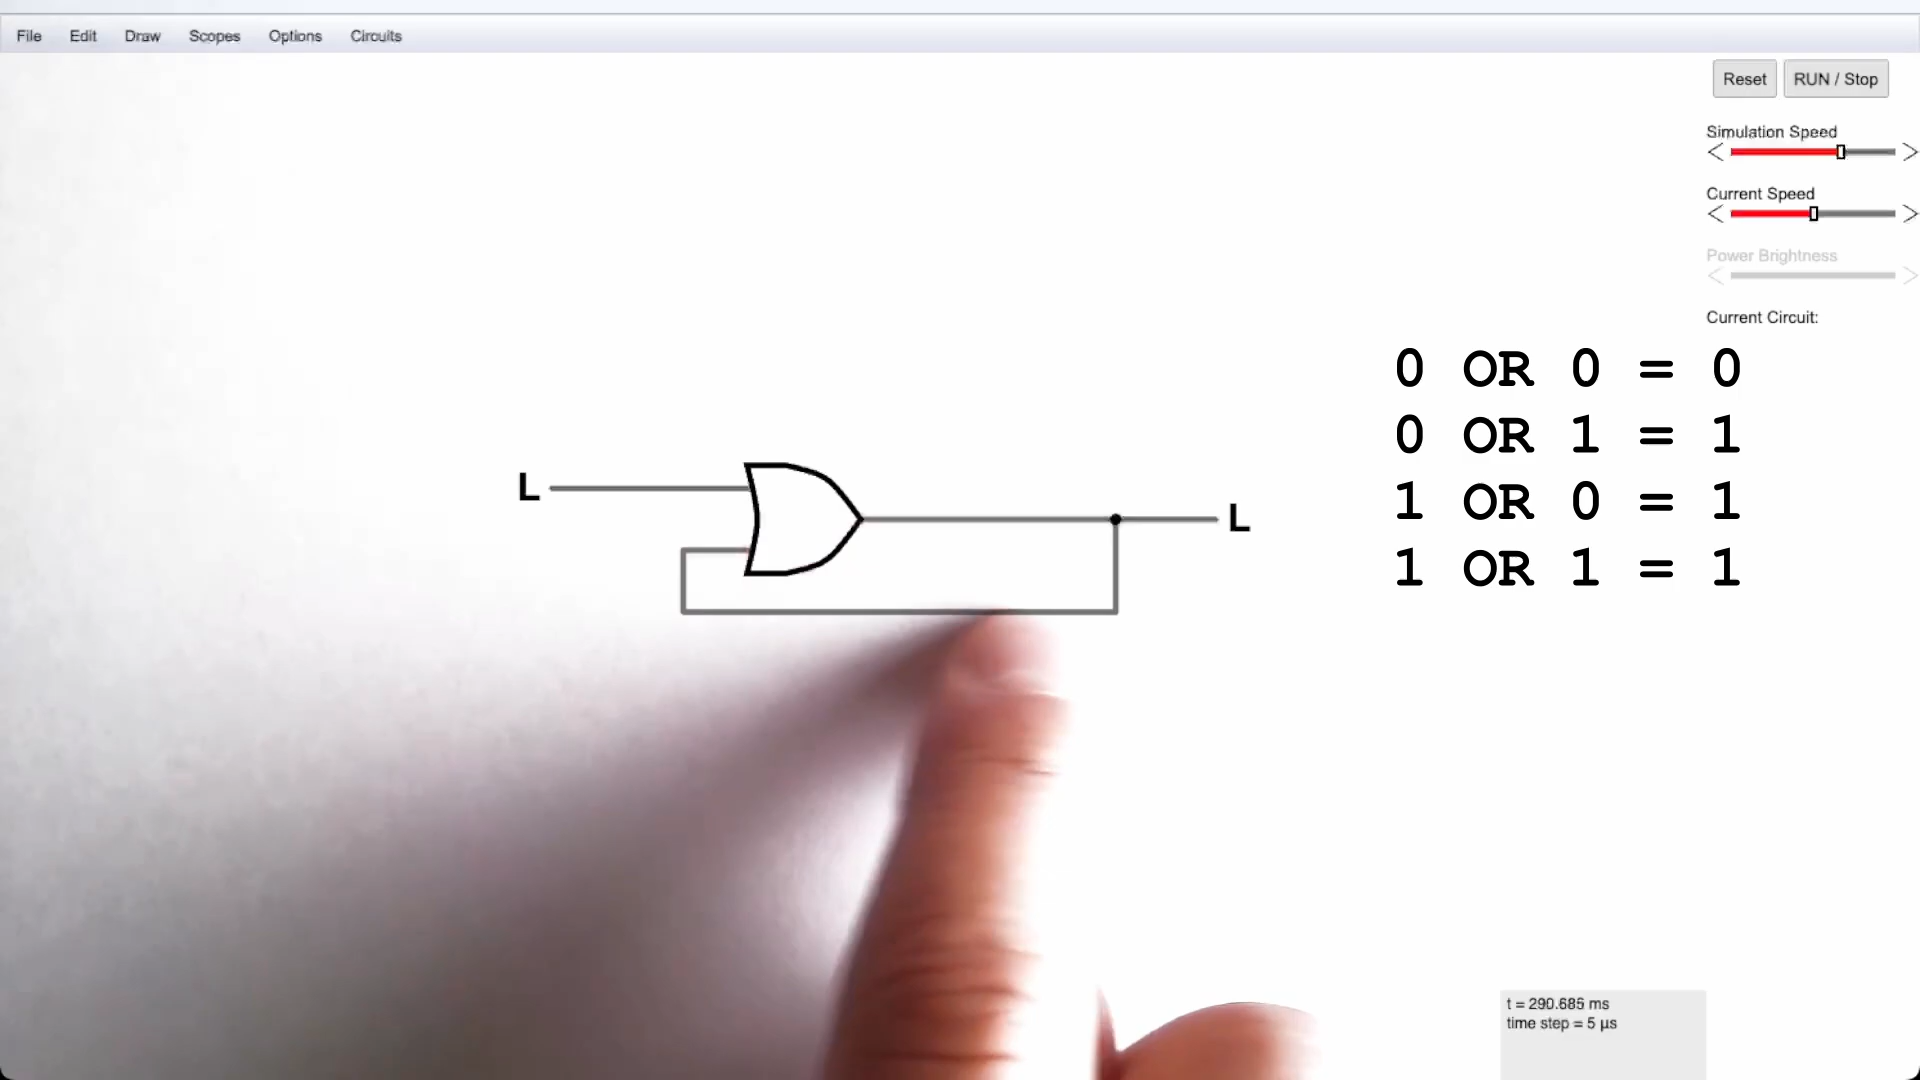 File Edit Draw Scopes Options Circuits
Reset RUN / Stop
Simulation Speed
Current Speed
Power Brightness
Current Circuit:
0 OR 0 = 0
0 OR 1 = 1
1 OR 0 = 1
1 OR 1 = 1
L
L
t = 290.685 ms
time step = 5 µs